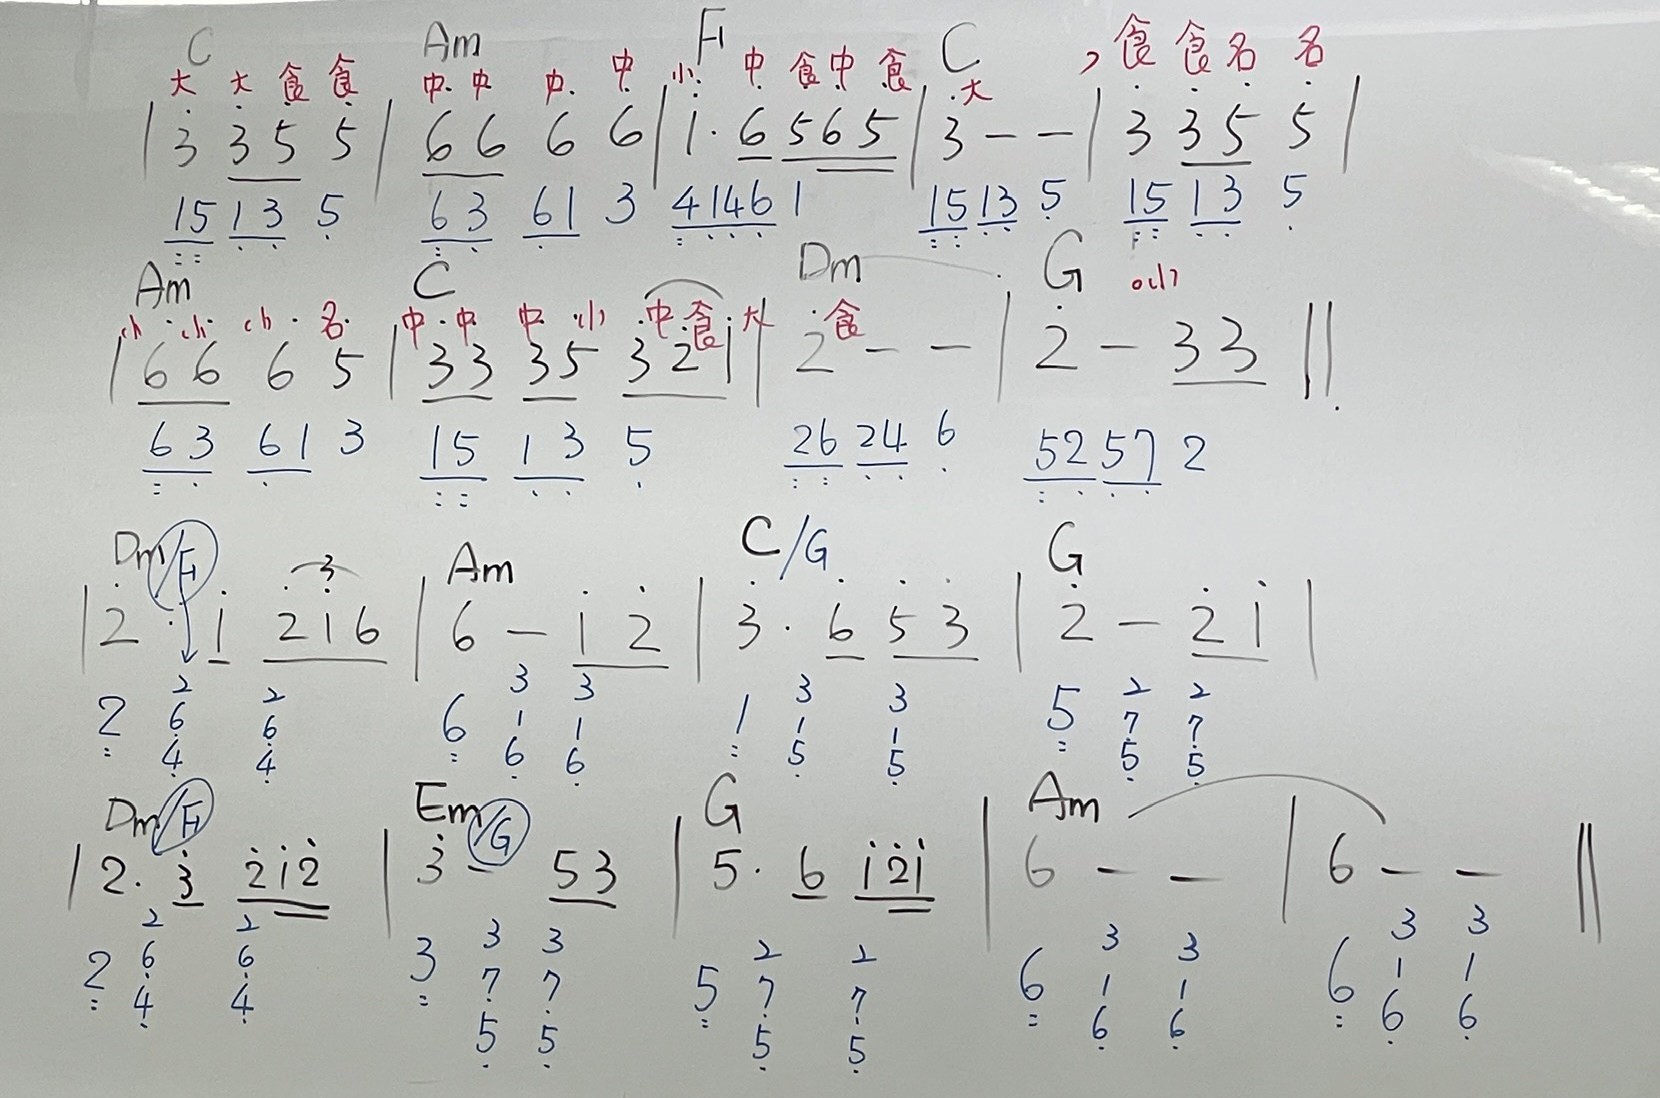 C Am F C
大 大 食 食 中 中 中 中 小 中 食 中 食 大 , 食 食 名 名
| 3̇ 3̇ 5̇ 5̇ | 6 6 6 6 | 1̇ · 6 5 6 5 | 3̇ – – | 3̇ 3̇ 5̇ 5̇ |
15 13 5 63 61 3 4146 1 15 13 5 15 13 5
Am C Dm G
小 小 小 名 中 中 中 小 中 食 大 食 小
| 6 6 6 5 | 3 3 3 5 3 2 1 | 2̇ – – | 2̇ – 3 3 ||
63 61 3 15 13 5 26 24 6 52 57 2
Dm/F Am C/G G
3
| 2̇ · 1̇ 2̇ 1̇ 6 | 6 – 1̇ 2̇ | 3̇ · 6̇ 5̇ 3̇ | 2̇ – 2̇ 1̇ |
2 2 2 6 3 3 1 3 3 5 2 2
6 6 1 1 1 1 7 7
4 4 6 6 5 5 5 5
Dm/F Em/G G Am
| 2 · 3̇ 2̇ 1̇ 2̇ | 3̇ – 5 3 | 5 · 6 1̇ 2̇ 1̇ | 6 – – | 6 – – ||
2 2 2 3 3 3 5 2 2 6 3 3 6 3 3
6 6 7 7 7 7 1 1 1 1
4 4 5 5 5 5 6 6 6 6